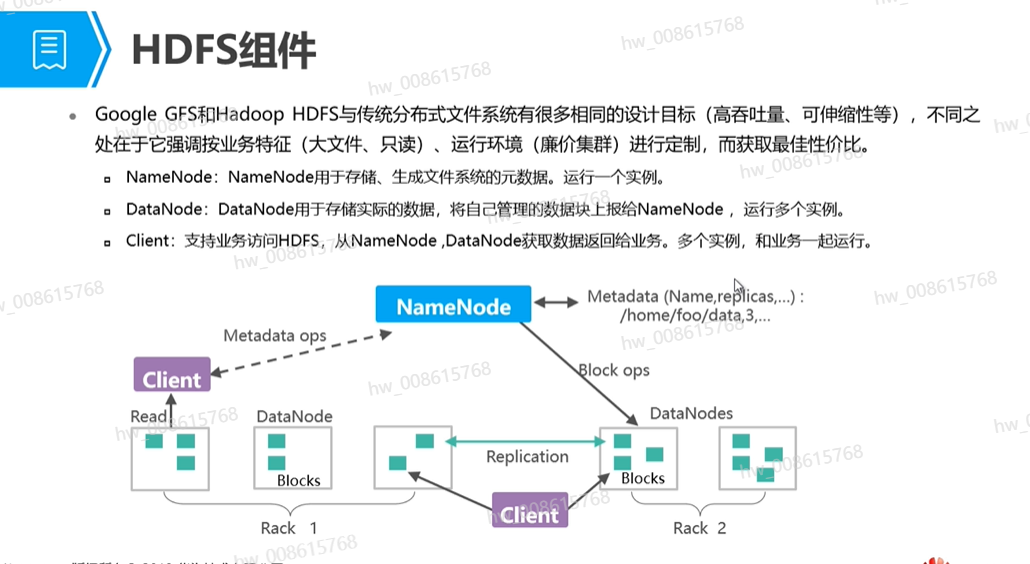 HDFS组件
Google GFS和Hadoop HDFS与传统分布式文件系统有很多相同的设计目标（高吞吐量、可伸缩性等），不同之
处在于它强调按业务特征（大文件、只读）、运行环境（廉价集群）进行定制，而获取最佳性价比。
NameNode：NameNode用于存储、生成文件系统的元数据。运行一个实例。
DataNode：DataNode用于存储实际的数据，将自己管理的数据块上报给NameNode ，运行多个实例。
Client：支持业务访问HDFS，从NameNode ,DataNode获取数据返回给业务。多个实例，和业务一起运行。
NameNode
Metadata (Name,replicas,...) :
/home/foo/data,3,...
Metadata ops
Client
Block ops
Read
DataNode
DataNodes
Replication
Blocks
Blocks
Client
Rack 1
Rack 2
hw_008615768
hw_008615768
hw_008615768
hw_008615768
hw_008615768
hw_008615768
hw_008615768
hw_008615768
hw_008615768
hw_008615768
hw_008615768
hw_008615768
hw_008615768
hw_008615768